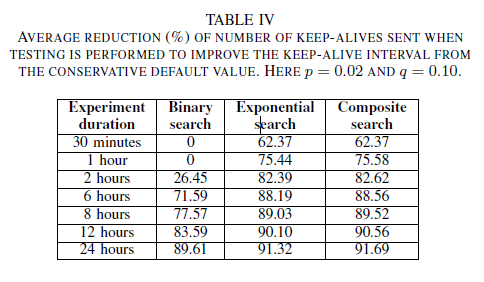 TABLE IV
AVERAGE REDUCTION (%) OF NUMBER OF KEEP-ALIVES SENT WHEN
TESTING IS PERFORMED TO IMPROVE THE KEEP-ALIVE INTERVAL FROM
THE CONSERVATIVE DEFAULT VALUE. HERE p = 0.02 AND q = 0.10.
Experiment duration Binary search Exponential search Composite search
30 minutes 0 62.37 62.37
1 hour 0 75.44 75.58
2 hours 26.45 82.39 82.62
6 hours 71.59 88.19 88.56
8 hours 77.57 89.03 89.52
12 hours 83.59 90.10 90.56
24 hours 89.61 91.32 91.69